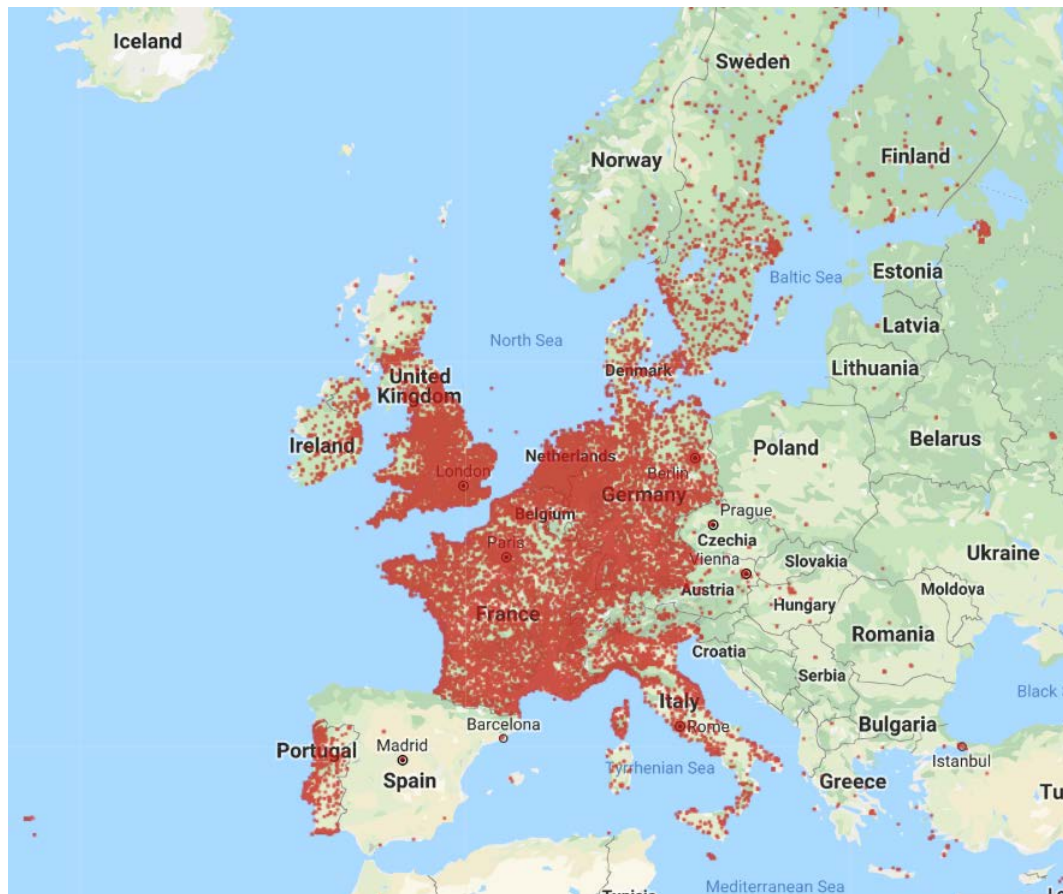 Iceland
Sweden
Norway
Finland
Baltic Sea
Estonia
Latvia
North Sea
Denmark
Lithuania
United
Kingdom
Belarus
Ireland
Poland
Netherlands
London
Berlin
Germany
Belgium
Prague
Czechia
Paris
Vienna
Slovakia
Ukraine
Austria
Moldova
France
Hungary
Romania
Croatia
Serbia
Black
Italy
Barcelona
Rome
Bulgaria
Portugal
Madrid
Istanbul
Spain
Tyrrhenian Sea
Greece
Tu
Mediterranean Sea